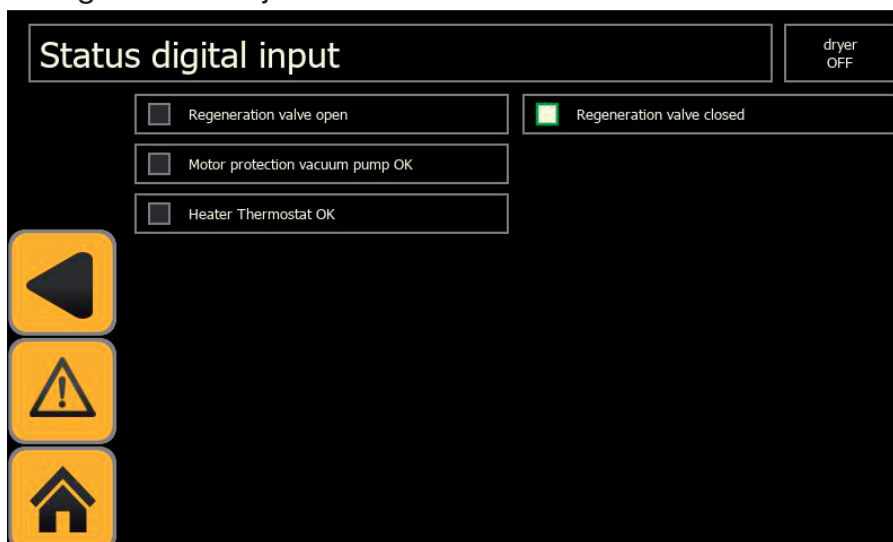 Status digital input
dryer
OFF
Regeneration valve open
Regeneration valve closed
Motor protection vacuum pump OK
Heater Thermostat OK